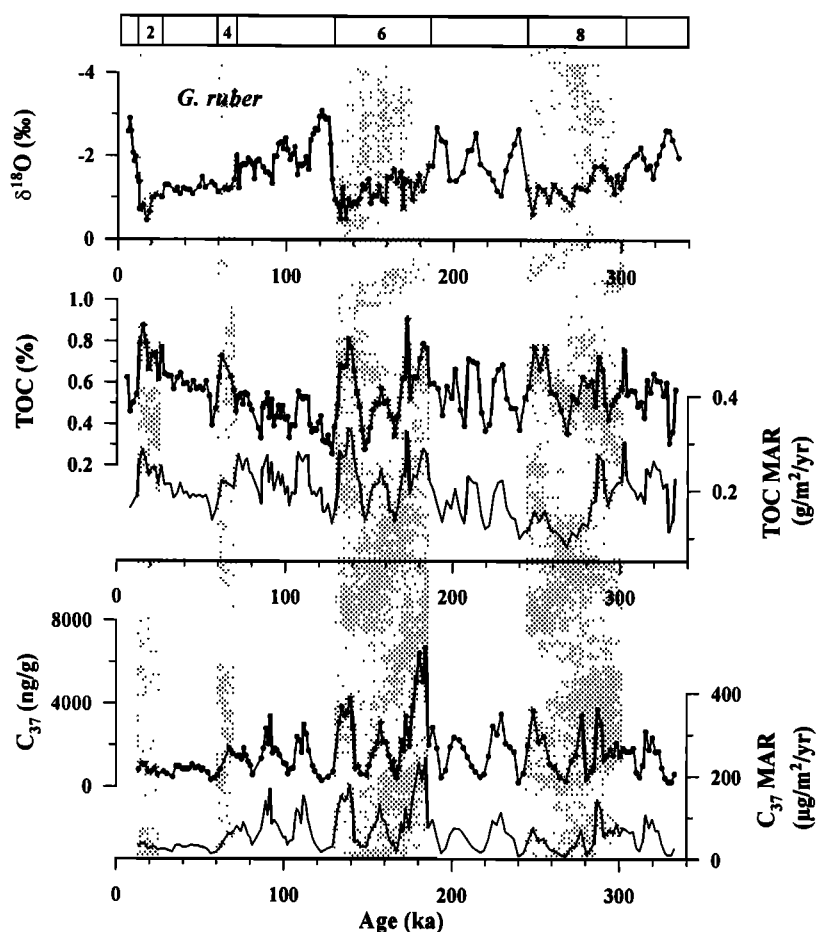 2 4 6 8
-4
G. ruber
-2
δ18O (‰)
0
0 100 200 300
1.0
0.8
0.6
0.4
0.2
TOC (%)
0.4
0.2
TOC MAR
(g/m²/yr)
0 100 200 300
8000
4000
0
C37 (ng/g)
400
200
0
C37 MAR
(µg/m²/yr)
0 100 200 300
Age (ka)